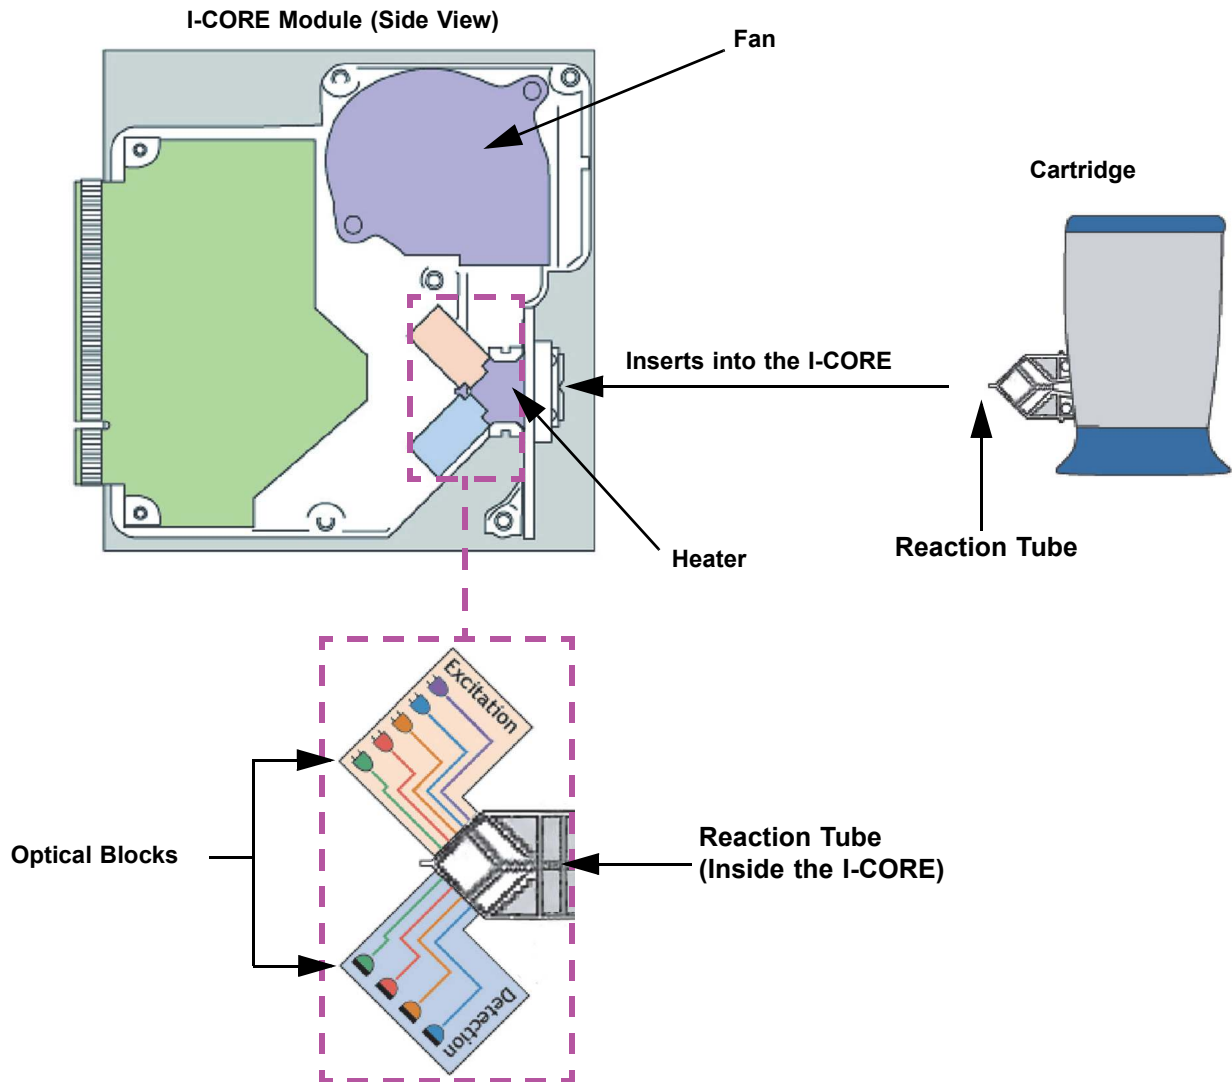 I-CORE Module (Side View)
Fan
Cartridge
Inserts into the I-CORE
Reaction Tube
Heater
Excitation
Optical Blocks
Reaction Tube
(Inside the I-CORE)
Detection